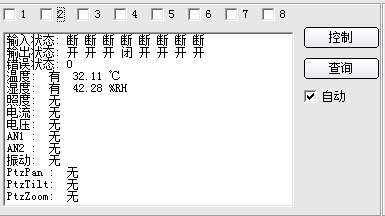 1 2 3 4 5 6 7 8
输入状态: 断 断 断 断 断 断 断 断
输出状态: 开 开 开 闭 开 开 开 开
错误状态: 0
温度: 有 32.11 ℃
湿度: 有 42.28 %RH
照度: 无
电流: 无
电压: 无
AN1 : 无
AN2 : 无
振动: 无
PtzPan : 无
PtzTilt: 无
PtzZoom: 无
控制
查询
自动